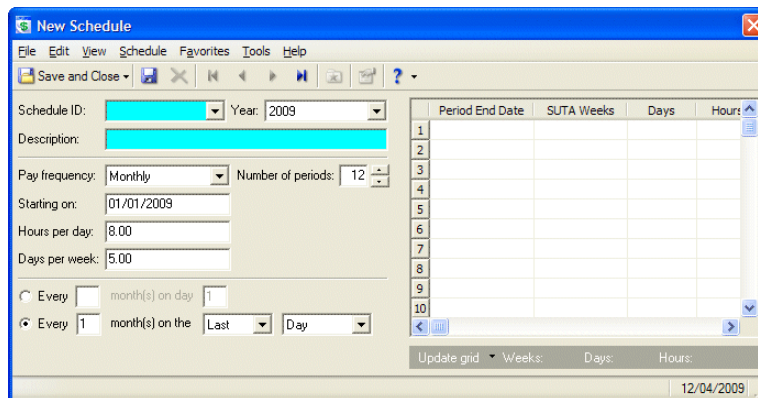 New Schedule
File Edit View Schedule Favorites Tools Help
Save and Close ?
Schedule ID: Year: 2009
Description:
Pay frequency: Monthly Number of periods: 12
Starting on: 01/01/2009
Hours per day: 8.00
Days per week: 5.00
Every month(s) on day 1
Every 1 month(s) on the Last Day
Period End Date SUTA Weeks Days Hours
1
2
3
4
5
6
7
8
9
10
Update grid Weeks: Days: Hours:
12/04/2009